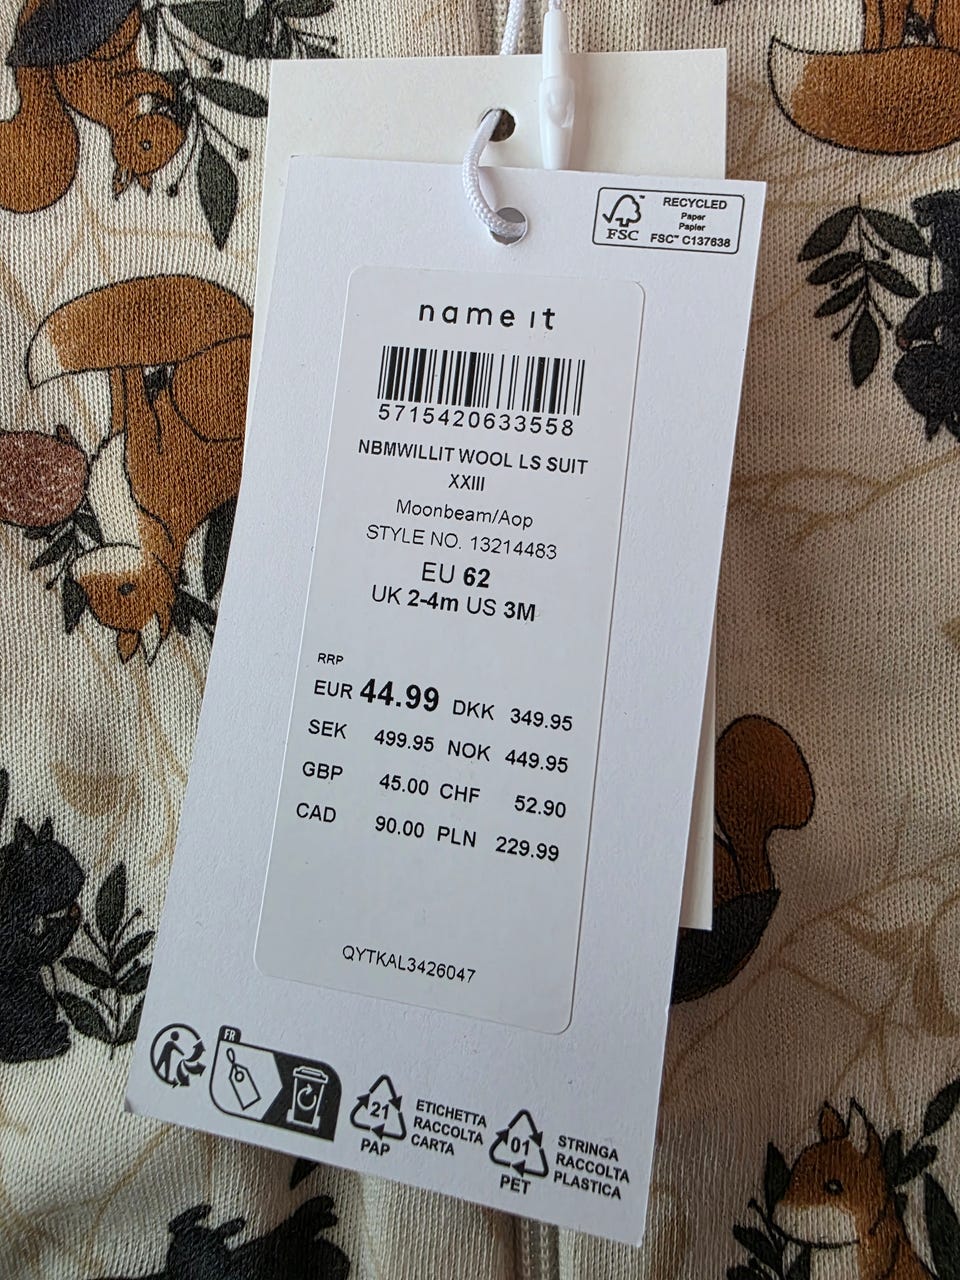 RECYCLED
Paper
Papier
FSC™ C137638
FSC
name it
5715420633558
NBMWILLIT WOOL LS SUIT
XXIII
Moonbeam/Aop
STYLE NO. 13214483
EU 62
UK 2-4m US 3M
RRP
EUR 44.99 DKK 349.95
SEK 499.95 NOK 449.95
GBP 45.00 CHF 52.90
CAD 90.00 PLN 229.99
QYTKAL3426047
FR
21
PAP
ETICHETTA
RACCOLTA
CARTA
01
PET
STRINGA
RACCOLTA
PLASTICA